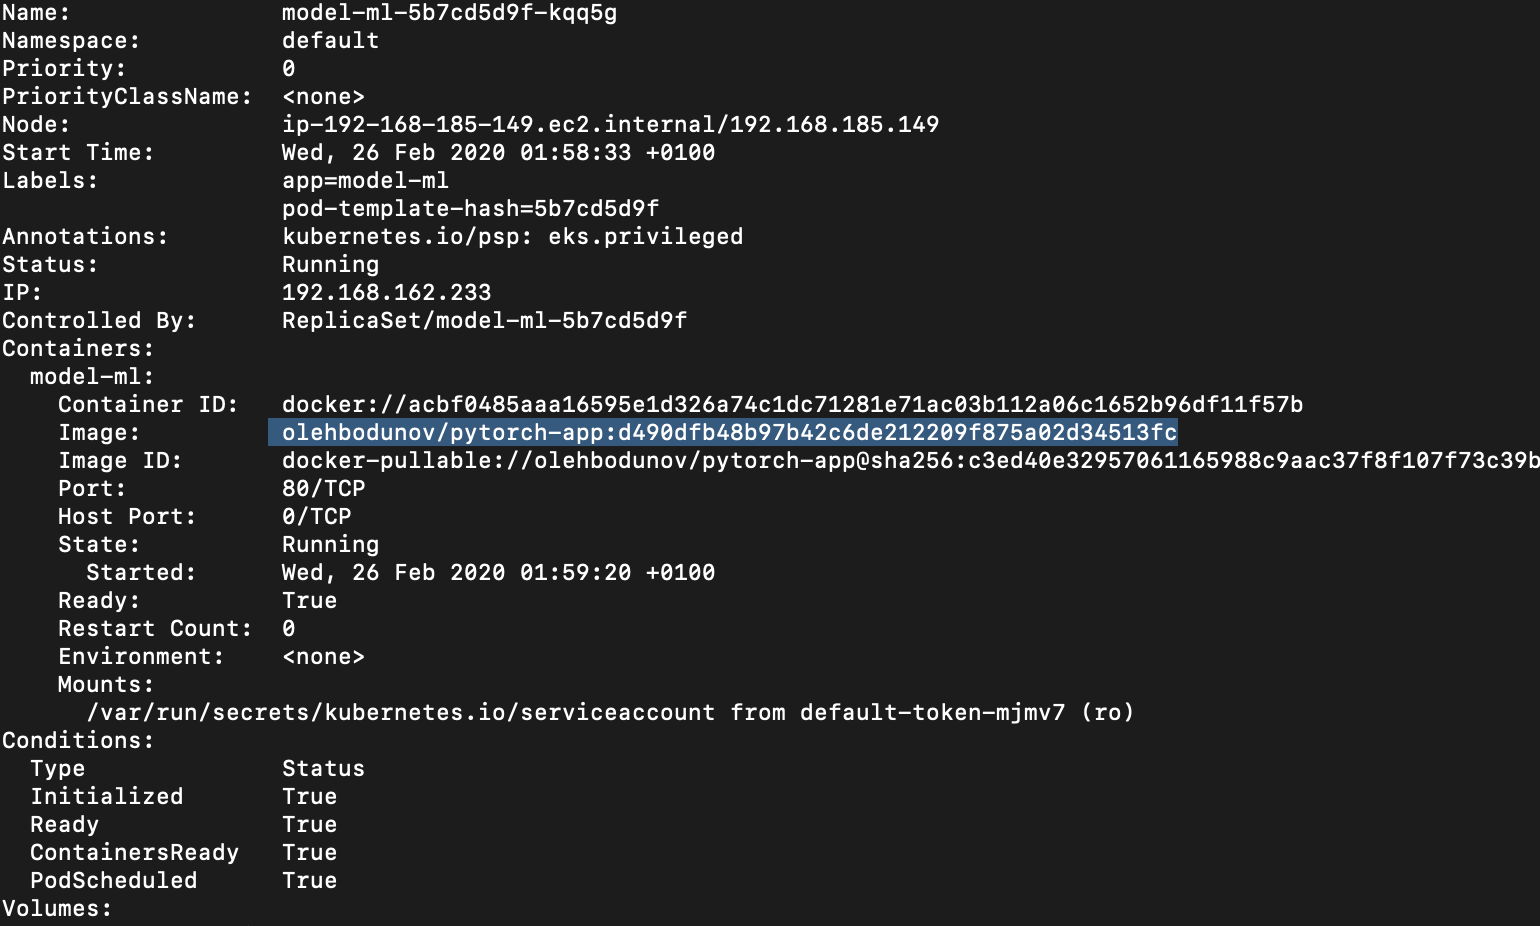 Name:               model-ml-5b7cd5d9f-kqq5g
Namespace:          default
Priority:           0
PriorityClassName:  <none>
Node:               ip-192-168-185-149.ec2.internal/192.168.185.149
Start Time:         Wed, 26 Feb 2020 01:58:33 +0100
Labels:             app=model-ml
                    pod-template-hash=5b7cd5d9f
Annotations:        kubernetes.io/psp: eks.privileged
Status:             Running
IP:                 192.168.162.233
Controlled By:      ReplicaSet/model-ml-5b7cd5d9f
Containers:
  model-ml:
    Container ID:   docker://acbf0485aaa16595e1d326a74c1dc71281e71ac03b112a06c1652b96df11f57b
    Image:          olehbodunov/pytorch-app:d490dfb48b97b42c6de212209f875a02d34513fc
    Image ID:       docker-pullable://olehbodunov/pytorch-app@sha256:c3ed40e32957061165988c9aac37f8f107f73c39b
    Port:           80/TCP
    Host Port:      0/TCP
    State:          Running
      Started:      Wed, 26 Feb 2020 01:59:20 +0100
    Ready:          True
    Restart Count:  0
    Environment:    <none>
    Mounts:
      /var/run/secrets/kubernetes.io/serviceaccount from default-token-mjmv7 (ro)
Conditions:
  Type              Status
  Initialized       True
  Ready             True
  ContainersReady   True
  PodScheduled      True
Volumes: